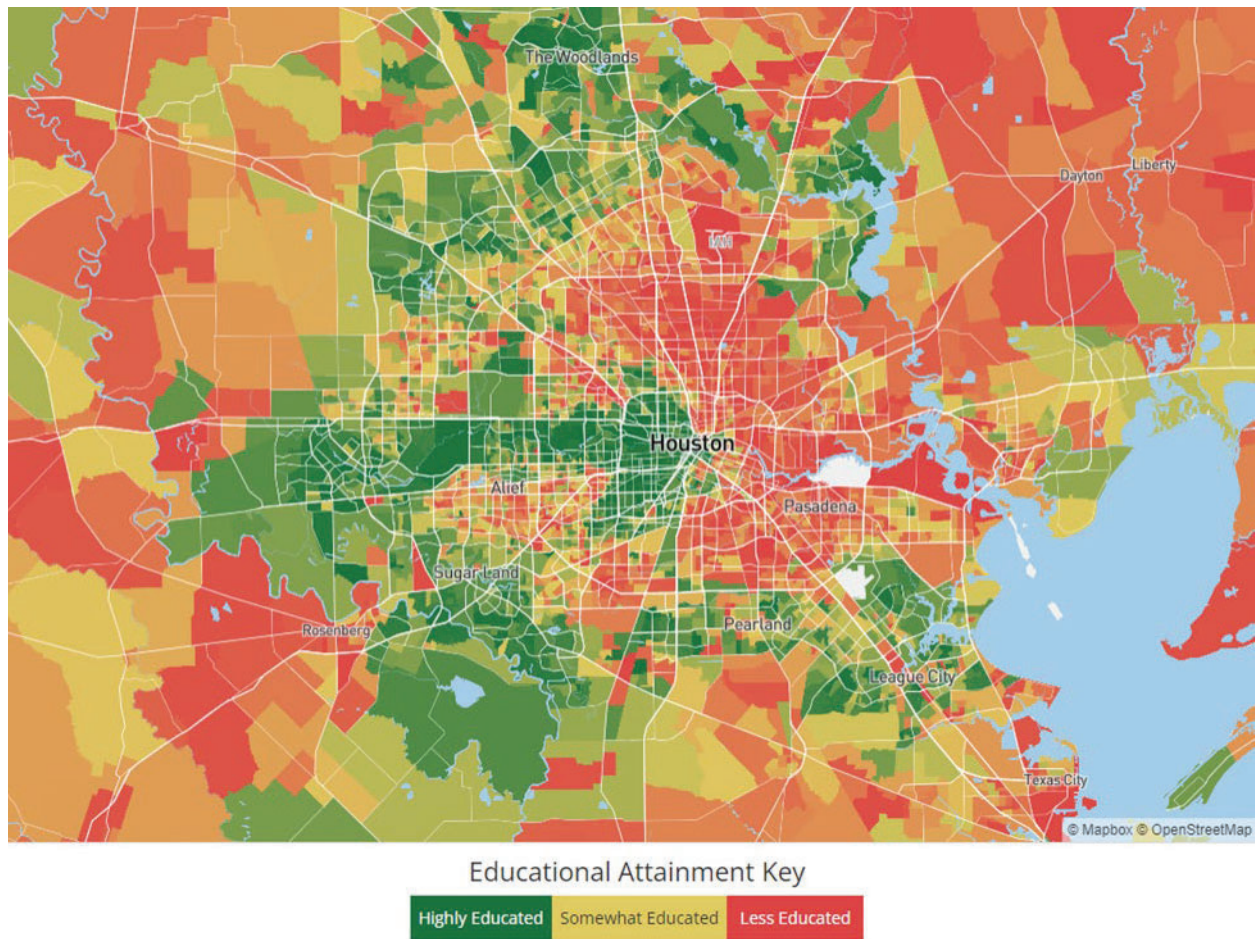 The Woodlands
Liberty
Dayton
IAH
Houston
Alief
Pasadena
Sugar Land
Pearland
Rosenberg
League City
Texas City
© Mapbox © OpenStreetMap
Educational Attainment Key
Highly Educated Somewhat Educated Less Educated